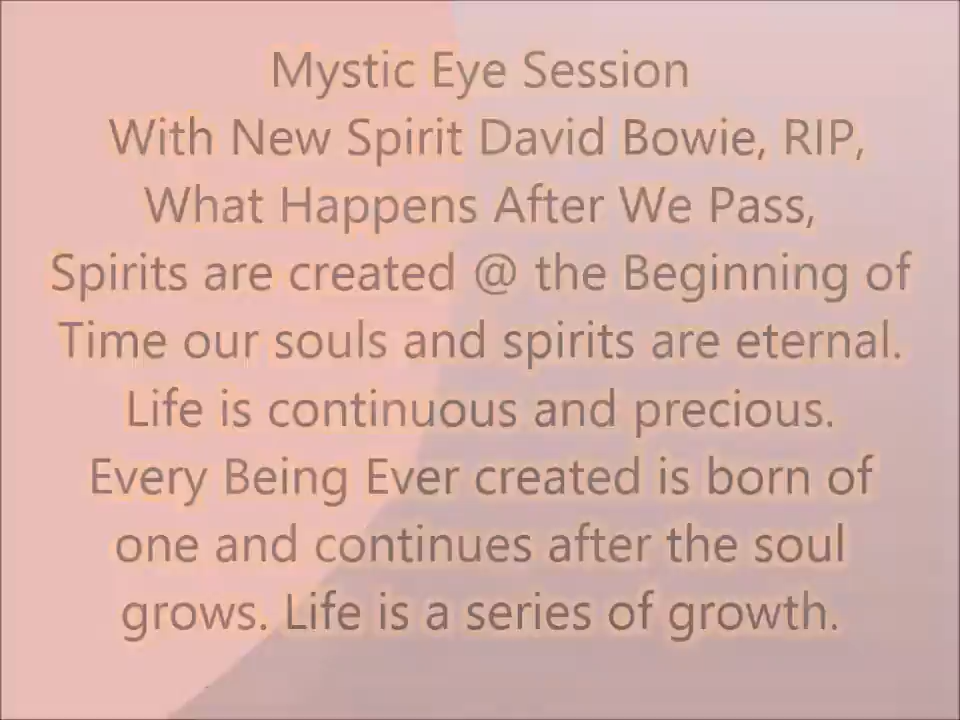 Mystic Eye Session
With New Spirit David Bowie, RIP,
What Happens After We Pass,
Spirits are created @ the Beginning of
Time our souls and spirits are eternal.
Life is continuous and precious.
Every Being Ever created is born of
one and continues after the soul
grows. Life is a series of growth.